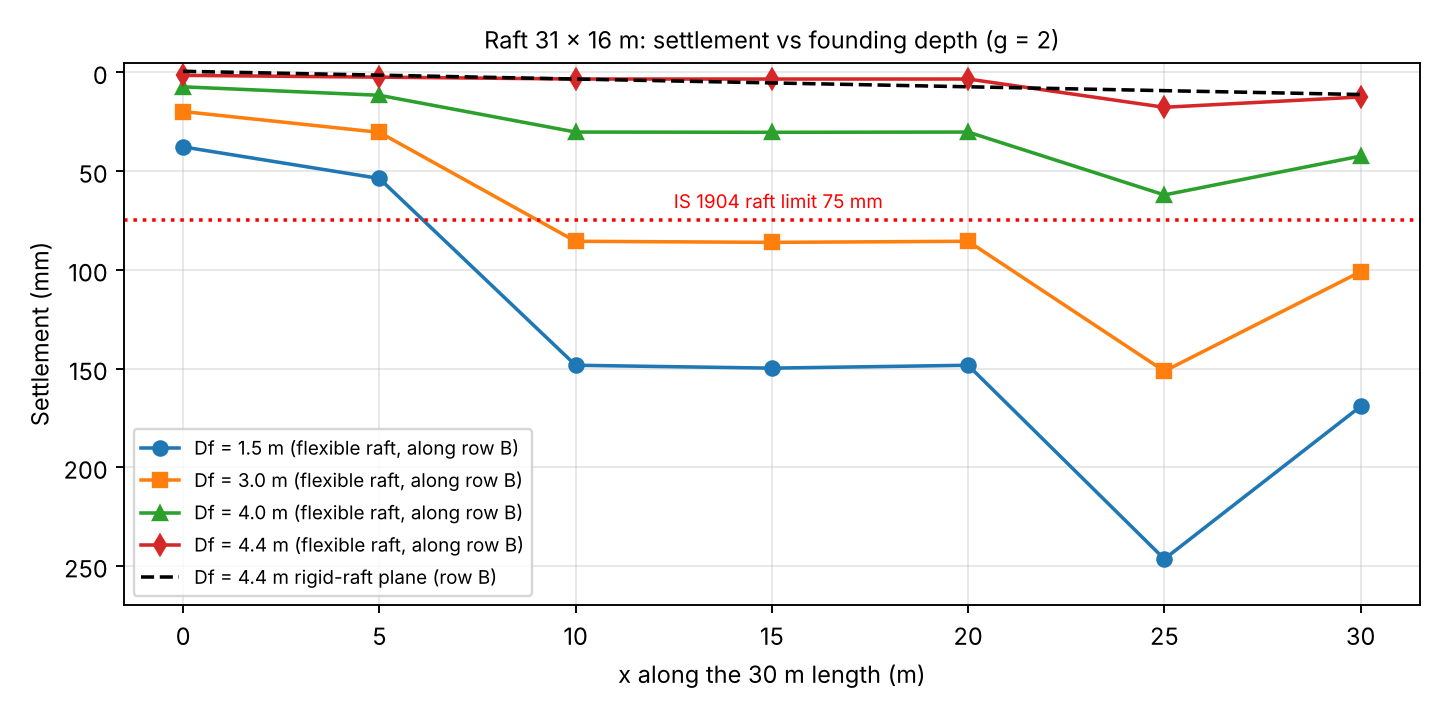 Raft 31 × 16 m: settlement vs founding depth (g = 2)
Settlement (mm)
0
50
100
150
200
250
IS 1904 raft limit 75 mm
Df = 1.5 m (flexible raft, along row B)
Df = 3.0 m (flexible raft, along row B)
Df = 4.0 m (flexible raft, along row B)
Df = 4.4 m (flexible raft, along row B)
Df = 4.4 m rigid-raft plane (row B)
0 5 10 15 20 25 30
x along the 30 m length (m)